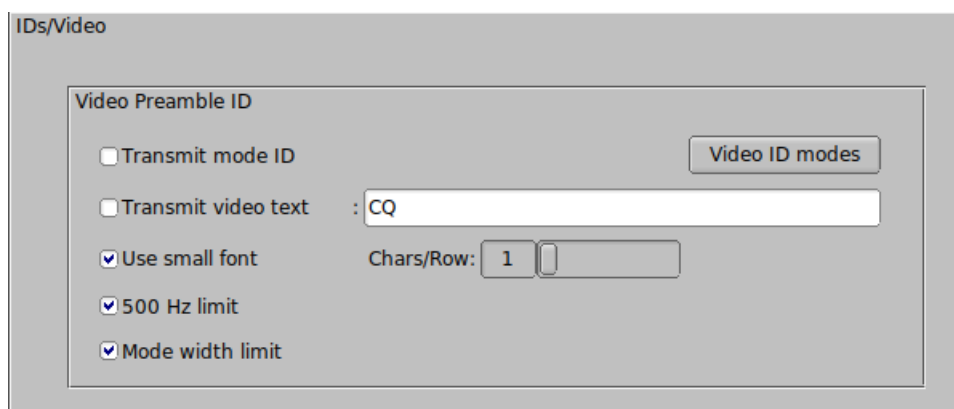 IDs/Video
Video Preamble ID
Transmit mode ID Video ID modes
Transmit video text : CQ
Use small font Chars/Row: 1
500 Hz limit
Mode width limit